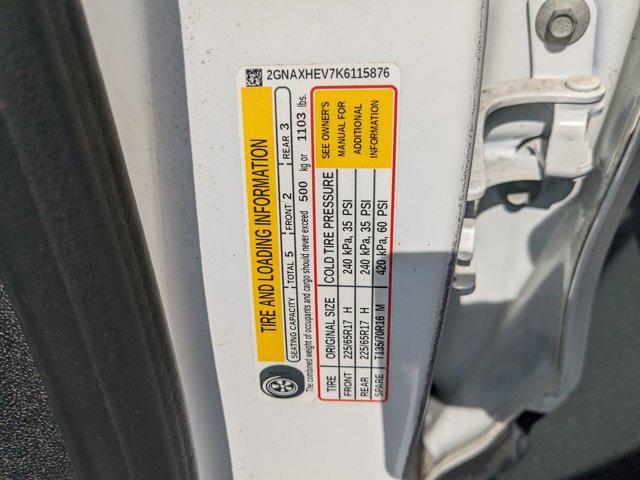 2GNAXHEV7K6115876
TIRE AND LOADING INFORMATION
SEATING CAPACITY TOTAL 5 FRONT 2 REAR 3
The combined weight of occupants and cargo should never exceed 500 kg or 1103 lbs.
TIRE ORIGINAL SIZE COLD TIRE PRESSURE SEE OWNER'S
FRONT 225/65R17 H 240 kPa, 35 PSI MANUAL FOR
REAR 225/65R17 H 240 kPa, 35 PSI ADDITIONAL
SPARE T135/70R16 M 420 kPa, 60 PSI INFORMATION